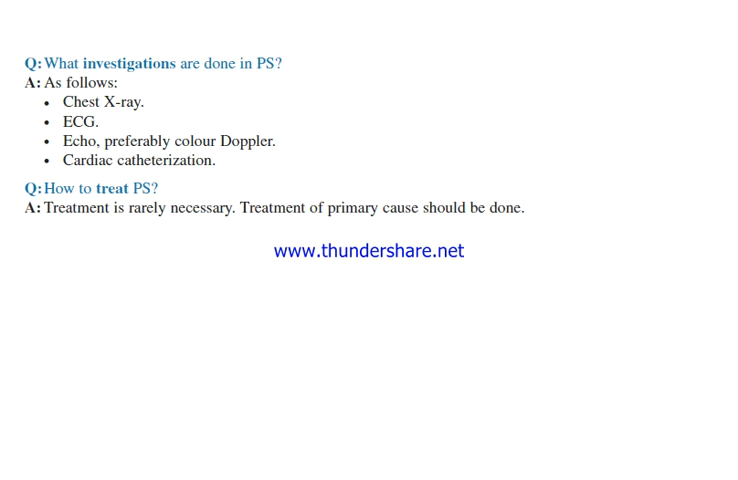 Q: What investigations are done in PS?
A: As follows:
• Chest X-ray.
• ECG.
• Echo, preferably colour Doppler.
• Cardiac catheterization.
Q: How to treat PS?
A: Treatment is rarely necessary. Treatment of primary cause should be done.
www.thundershare.net